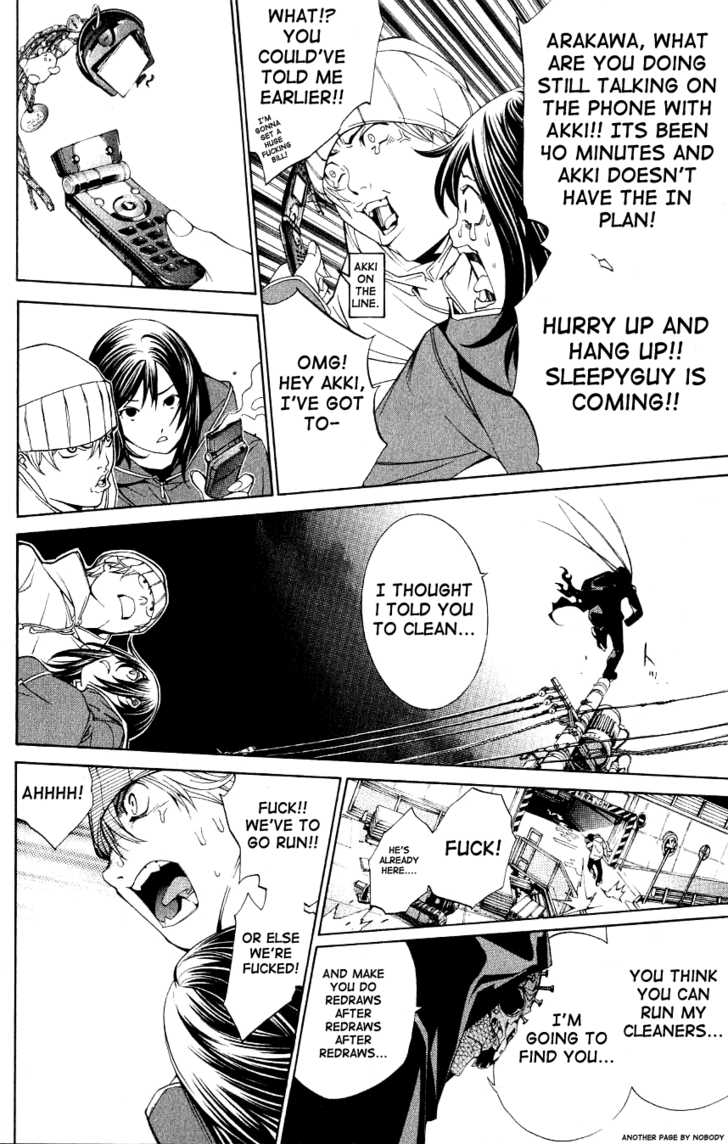 ARAKAWA, WHAT
ARE YOU DOING
STILL TALKING ON
THE PHONE WITH
AKKI!! ITS BEEN
40 MINUTES AND
AKKI DOESN'T
HAVE THE IN
PLAN!
HURRY UP AND
HANG UP!!
SLEEPYGUY IS
COMING!!
WHAT!?
YOU
COULD'VE
TOLD ME
EARLIER!!
I'M
GONNA
GET A
HUGE
FUCKING
BILL!
AKKI
ON
THE
LINE.
OMG!
HEY AKKI,
I'VE GOT
TO-
I THOUGHT
I TOLD YOU
TO CLEAN...
FUCK!
HE'S
ALREADY
HERE....
FUCK!!
WE'VE TO
GO RUN!!
AHHHH!
OR ELSE
WE'RE
FUCKED!
YOU THINK
YOU CAN
RUN MY
CLEANERS...
I'M
GOING TO
FIND YOU...
AND MAKE
YOU DO
REDRAWS
AFTER
REDRAWS
AFTER
REDRAWS...
ANOTHER PAGE BY NOBODY